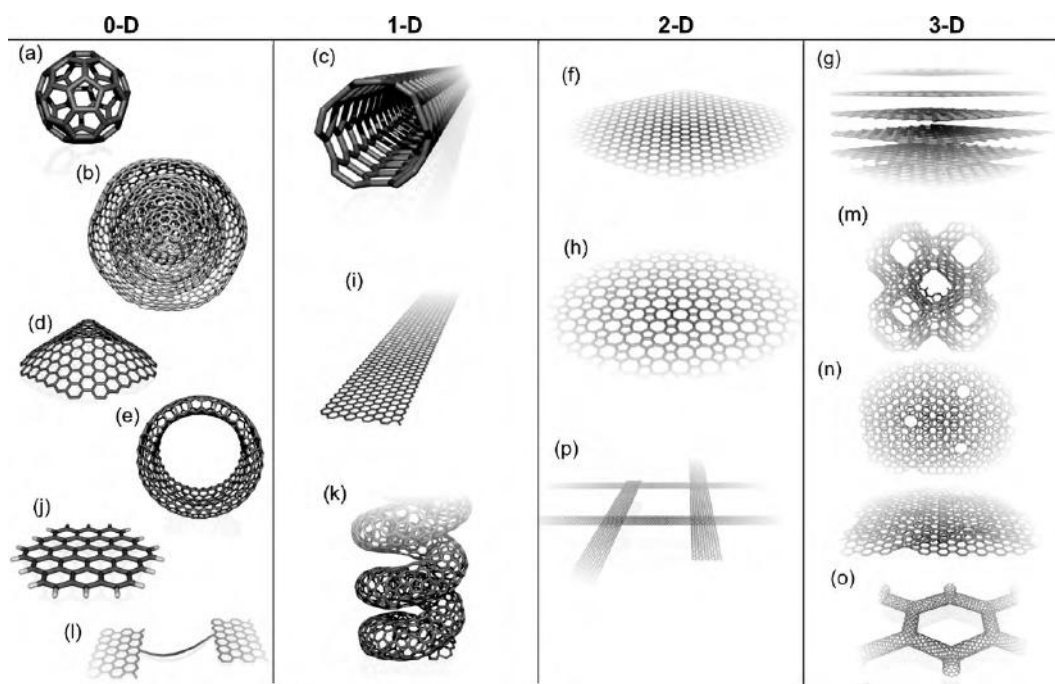 0-D 1-D 2-D 3-D
(a)
(b)
(d)
(e)
(j)
(l)
(c)
(i)
(k)
(f)
(h)
(p)
(g)
(m)
(n)
(o)